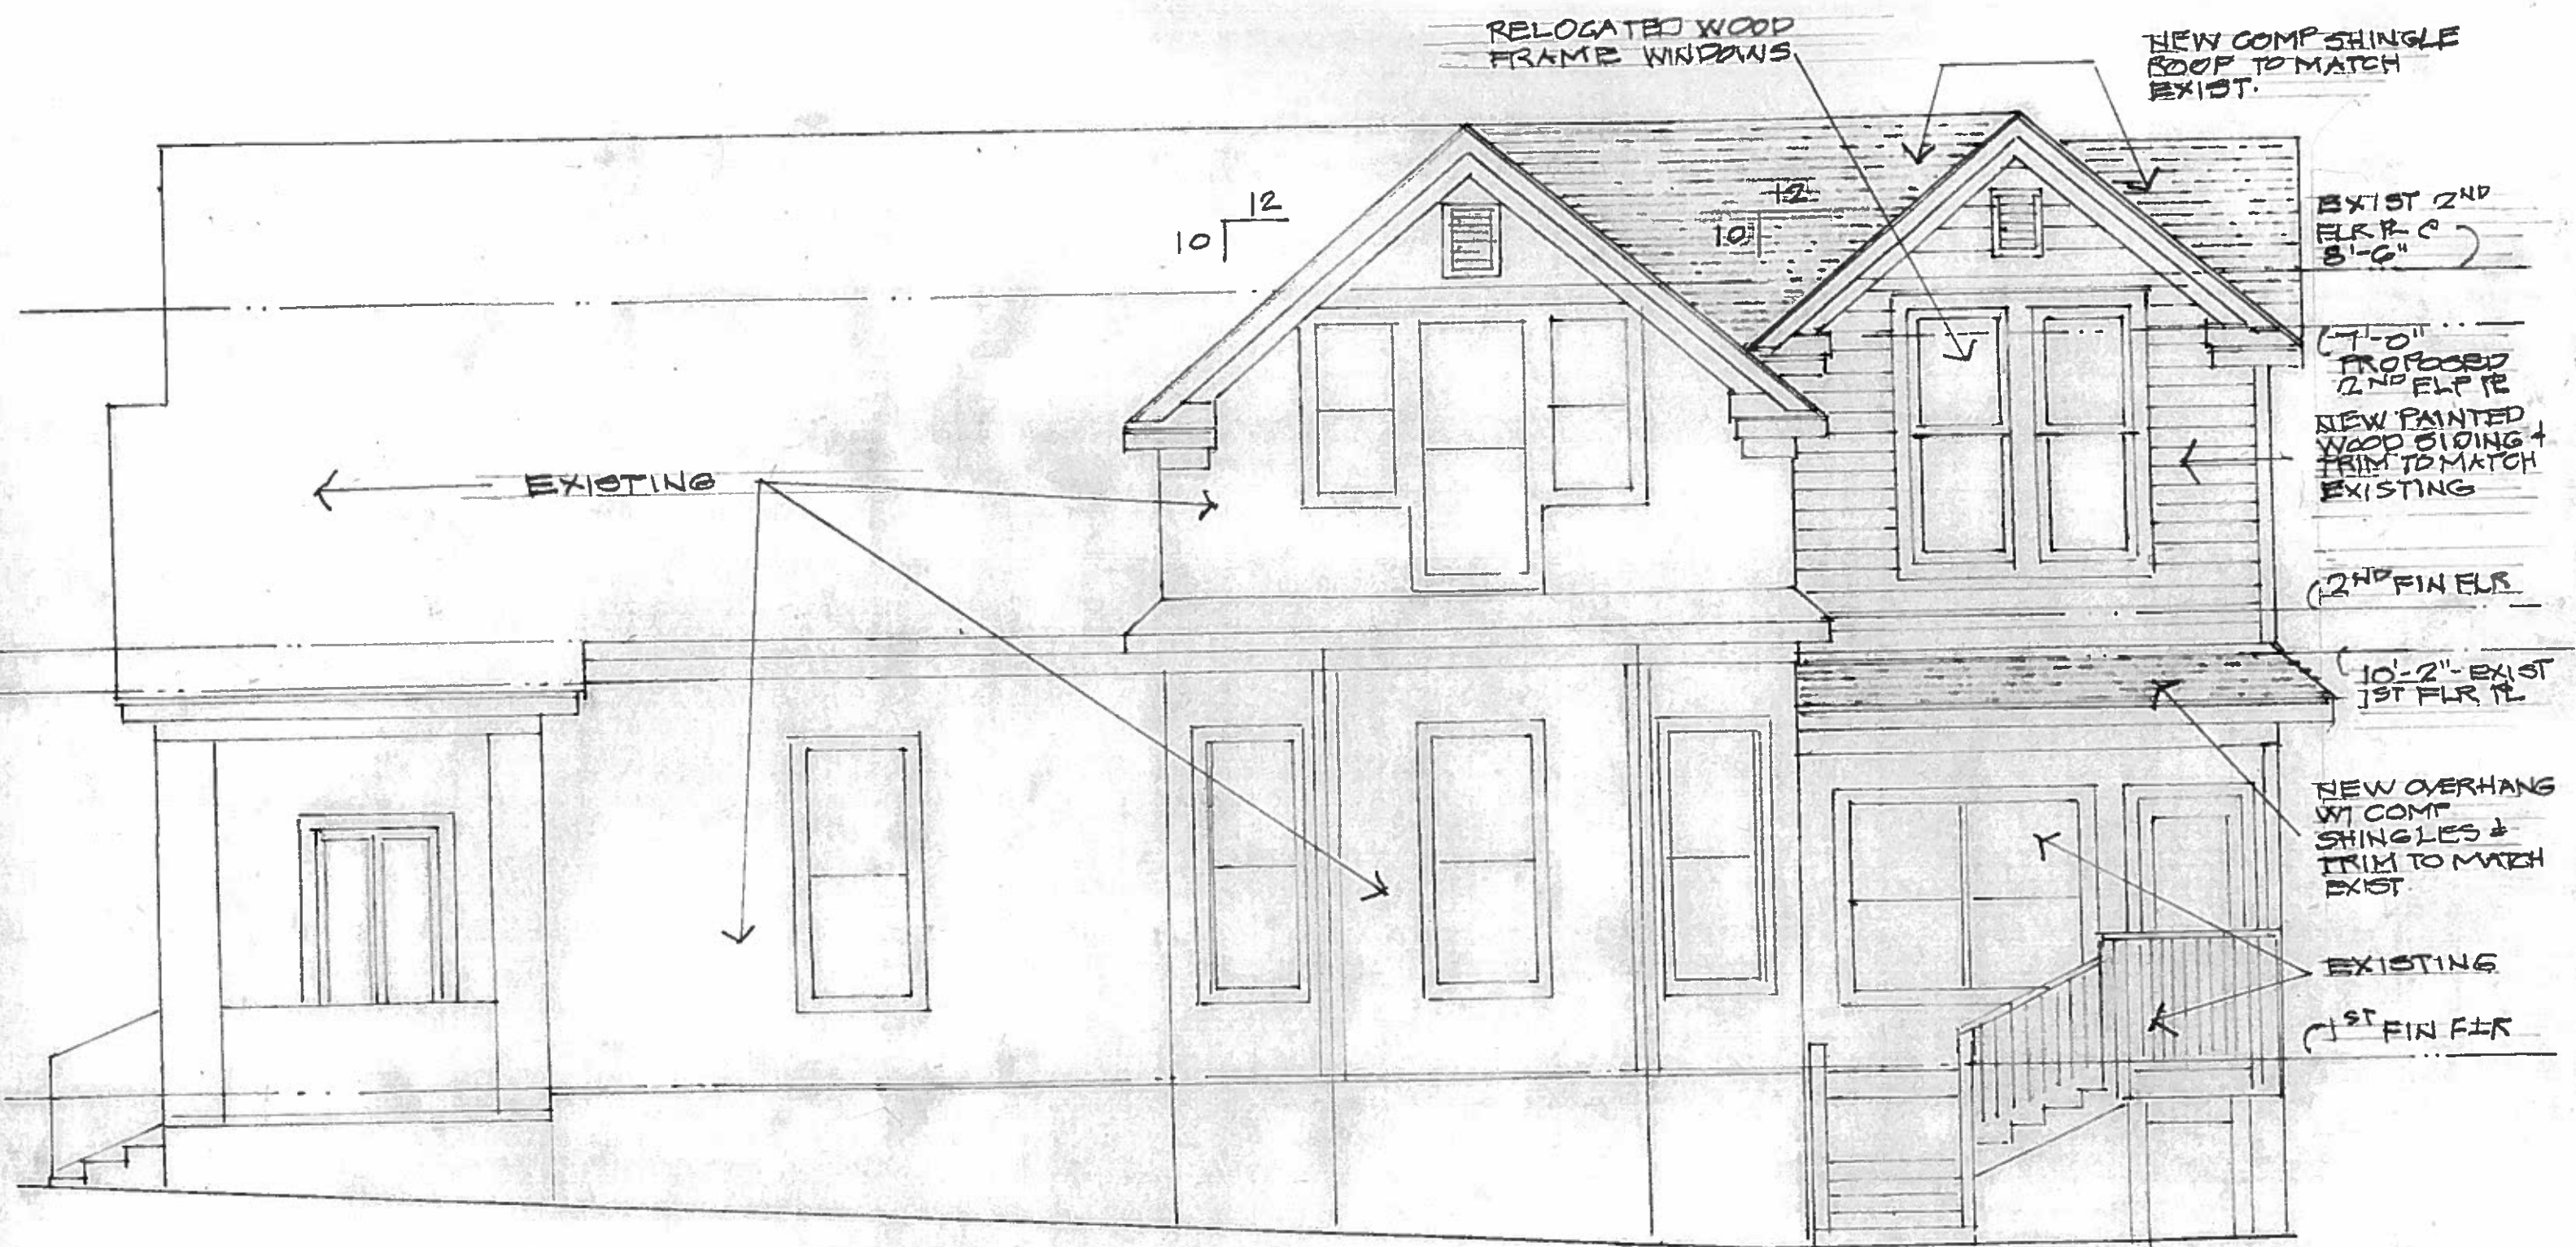 RELOCATED WOOD
FRAME WINDOWS
NEW COMP SHINGLE
ROOF TO MATCH
EXIST.
12
10
12
10
EXIST 2ND
FLR PL @
8'-6"
7'-0"
PROPOSED
2ND FLR PL
NEW PAINTED
WOOD SIDING &
TRIM TO MATCH
EXISTING
EXISTING
2ND FIN FLR
10'-2"-EXIST
1ST FLR PL
NEW OVERHANG
W/ COMP
SHINGLES &
TRIM TO MATCH
EXIST.
EXISTING
1ST FIN FLR